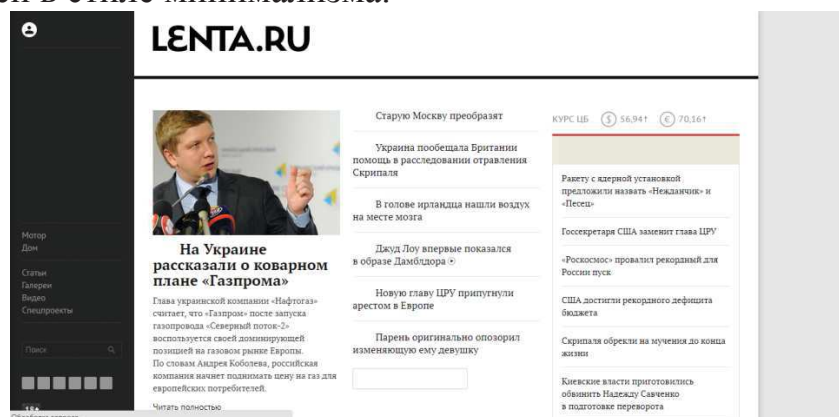 в стиле минимализма.
LENTA.RU
Мотор
Дом
Статьи
Галереи
Видео
Спецпроекты
Поиск
18+
На Украине
рассказали о коварном
плане «Газпрома»
Глава украинской компании «Нафтогаз»
считает, что «Газпром» после запуска
газопровода «Северный поток-2»
воспользуется своей доминирующей
позицией на газовом рынке Европы.
По словам Андрея Коболева, российская
компания начнет поднимать цену на газ для
европейских потребителей.
Читать полностью
Старую Москву преобразят
Украина пообещала Британии
помощь в расследовании отравления
Скрипаля
В голове ирландца нашли воздух
на месте мозга
Джуд Лоу впервые показался
в образе Дамблдора
Новую главу ЦРУ припугнули
арестом в Европе
Парень оригинально опозорил
изменяющую ему девушку
КУРС ЦБ $ 56,94↑ € 70,16↑
Ракету с ядерной установкой
предложили назвать «Нежданчик» и
«Песец»
Госсекретаря США заменит глава ЦРУ
«Роскосмос» провалил рекордный для
России пуск
США достигли рекордного дефицита
бюджета
Скрипаля обрекли на мучения до конца
жизни
Киевские власти приготовились
обвинить Надежду Савченко
в подготовке переворота